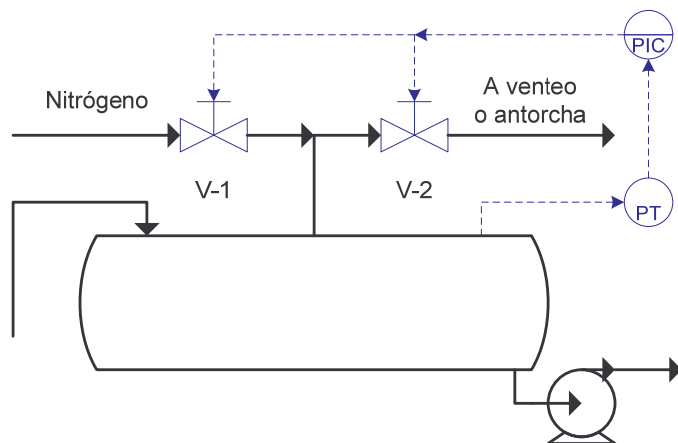 PIC
Nitrógeno
A venteo
o antorcha
V-1
V-2
PT